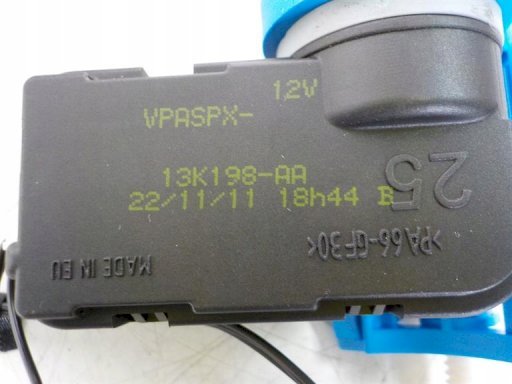 12V
VPASPX-
13K198-AA
22/11/11 18h44 B
25
>PA66-GF30<
MADE IN EU